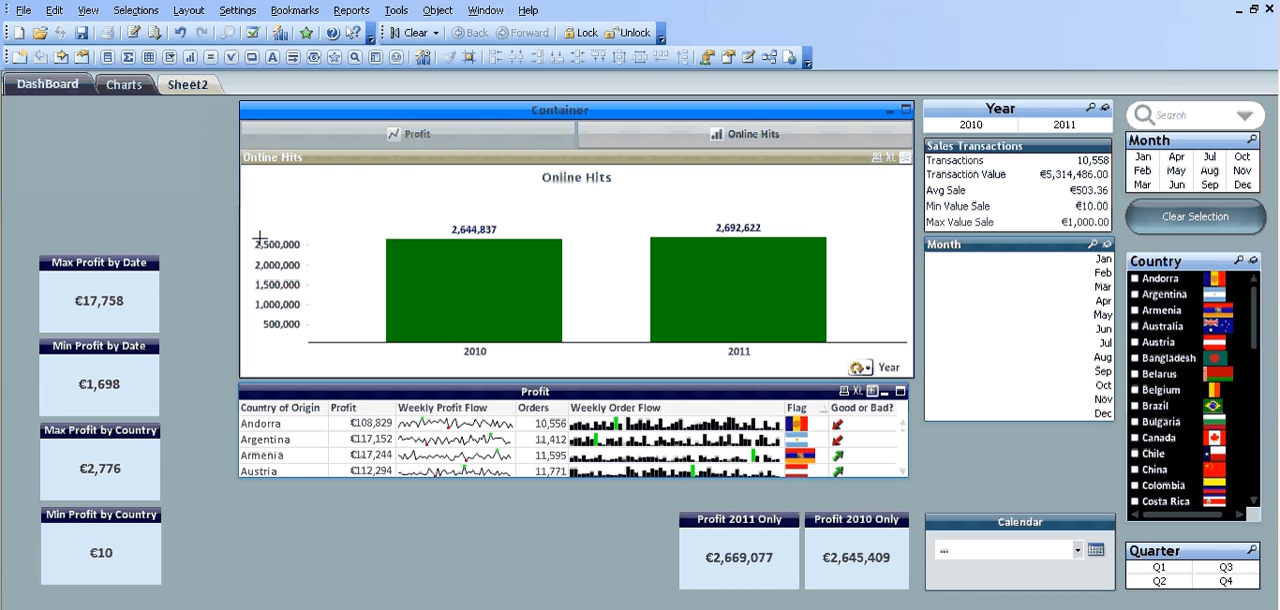 File Edit View Selections Layout Settings Bookmarks Reports Tools Object Window Help
Clear Back Forward Lock Unlock
DashBoard Charts Sheet2
Container
Profit Online Hits
Online Hits XL
Online Hits
2,644,837 2,692,622
2,500,000
2,000,000
1,500,000
1,000,000
500,000
2010 2011
Year
Max Profit by Date
€17,758
Min Profit by Date
€1,698
Max Profit by Country
€2,776
Min Profit by Country
€10
Profit XL
Country of Origin Profit Weekly Profit Flow Orders Weekly Order Flow Flag Good or Bad?
Andorra €108,829 10,556
Argentina €117,152 11,412
Armenia €117,244 11,595
Austria €112,294 11,771
Profit 2011 Only
€2,669,077
Profit 2010 Only
€2,645,409
Year
2010 2011
Sales Transactions
Transactions 10,558
Transaction Value €5,314,486.00
Avg Sale €503.36
Min Value Sale €10.00
Max Value Sale €1,000.00
Month
Jan
Feb
Mar
Apr
May
Jun
Jul
Aug
Sep
Oct
Nov
Dec
Calendar
...
Search
Month
Jan Apr Jul Oct
Feb May Aug Nov
Mar Jun Sep Dec
Clear Selection
Country
Andorra
Argentina
Armenia
Australia
Austria
Bangladesh
Belarus
Belgium
Brazil
Bulgaria
Canada
Chile
China
Colombia
Costa Rica
Quarter
Q1 Q3
Q2 Q4